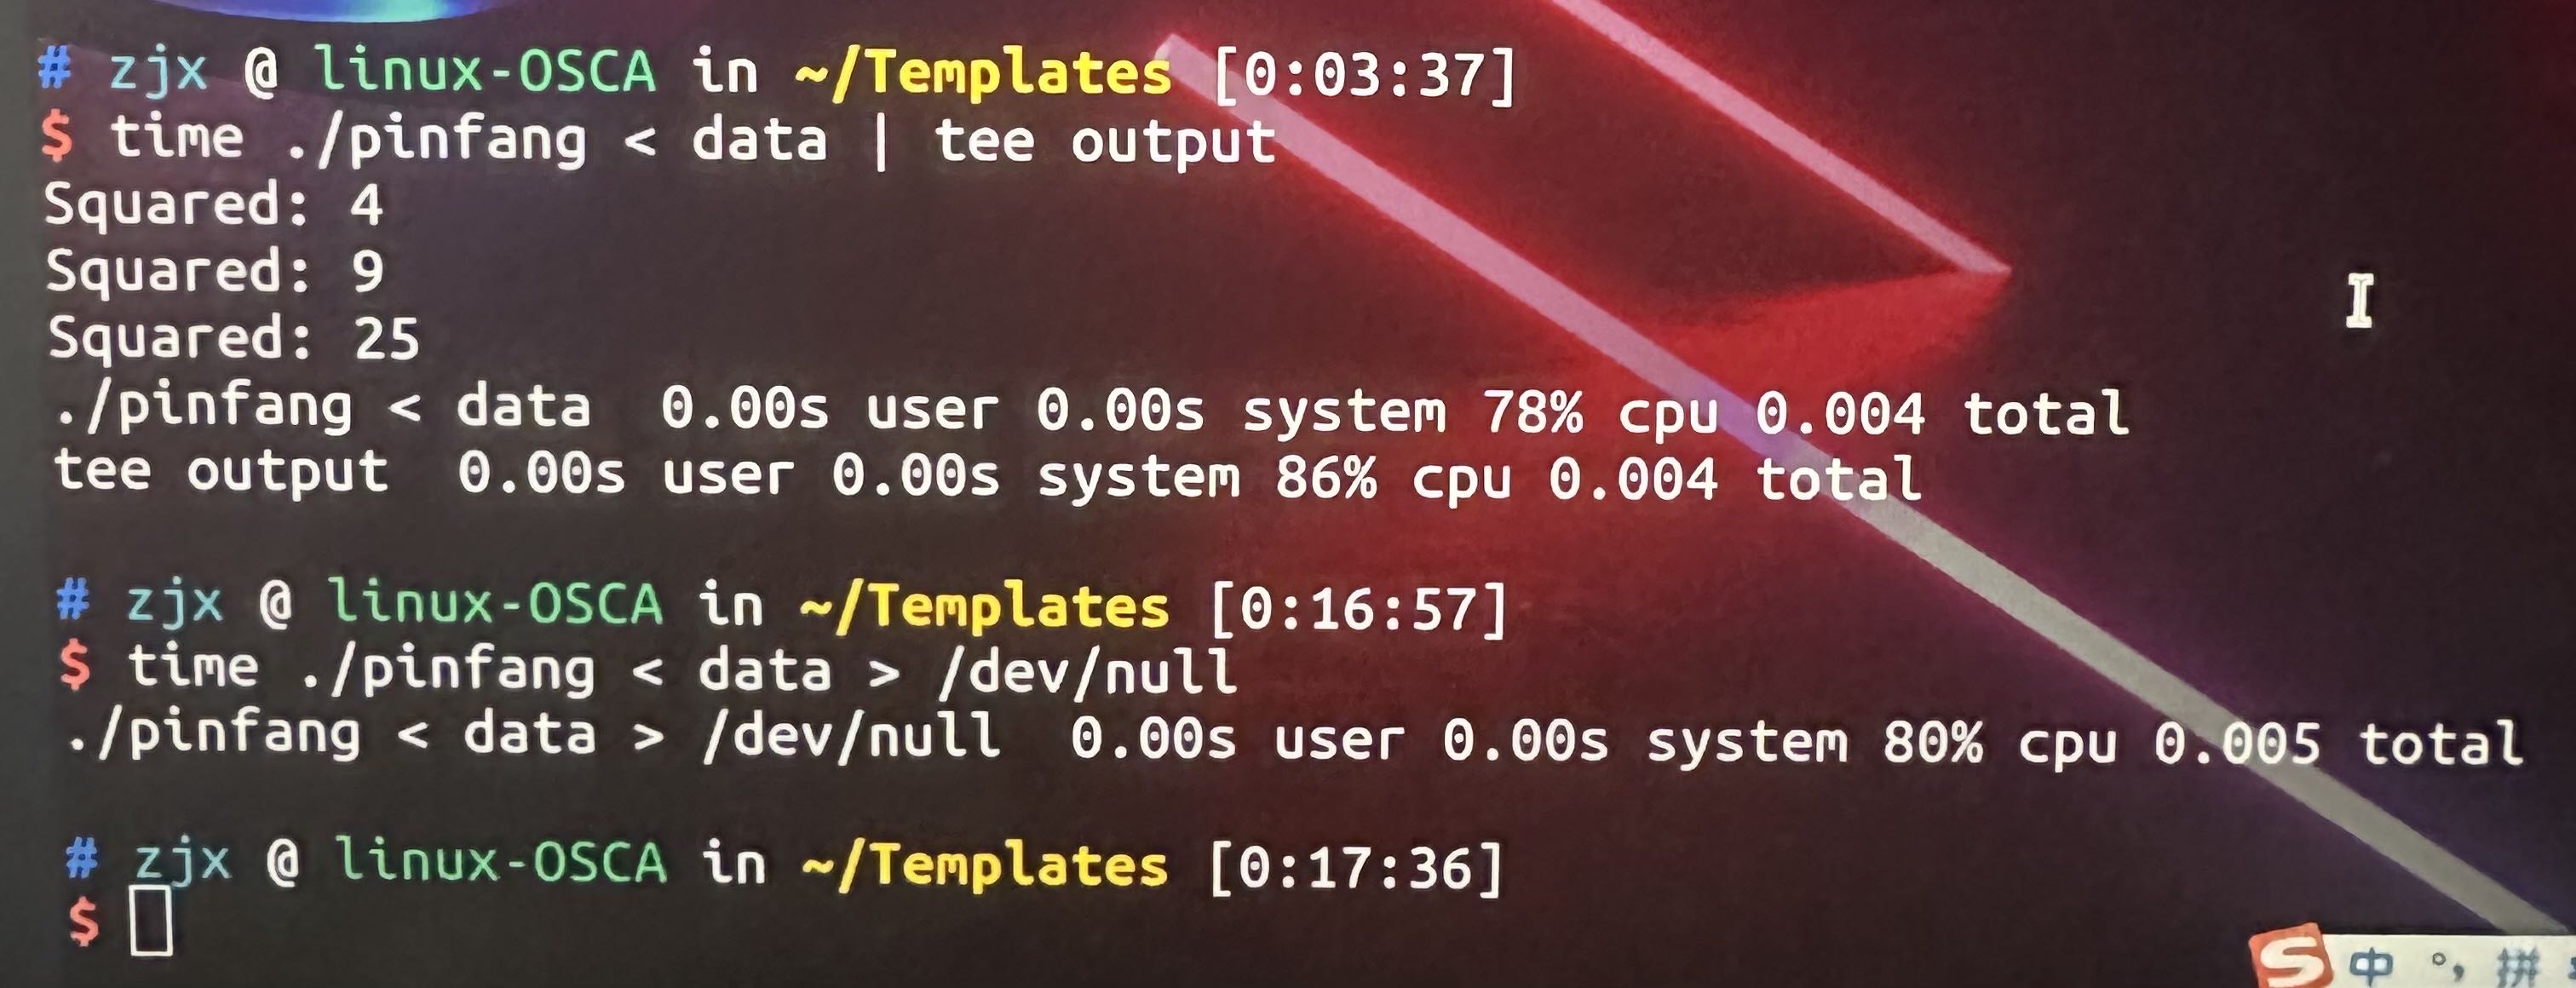 # zjx @ linux-OSCA in ~/Templates [0:03:37]
$ time ./pinfang < data | tee output
Squared: 4
Squared: 9
Squared: 25
./pinfang < data  0.00s user 0.00s system 78% cpu 0.004 total
tee output  0.00s user 0.00s system 86% cpu 0.004 total
# zjx @ linux-OSCA in ~/Templates [0:16:57]
$ time ./pinfang < data > /dev/null
./pinfang < data > /dev/null  0.00s user 0.00s system 80% cpu 0.005 total
# zjx @ linux-OSCA in ~/Templates [0:17:36]
$
S 中 °, 拼